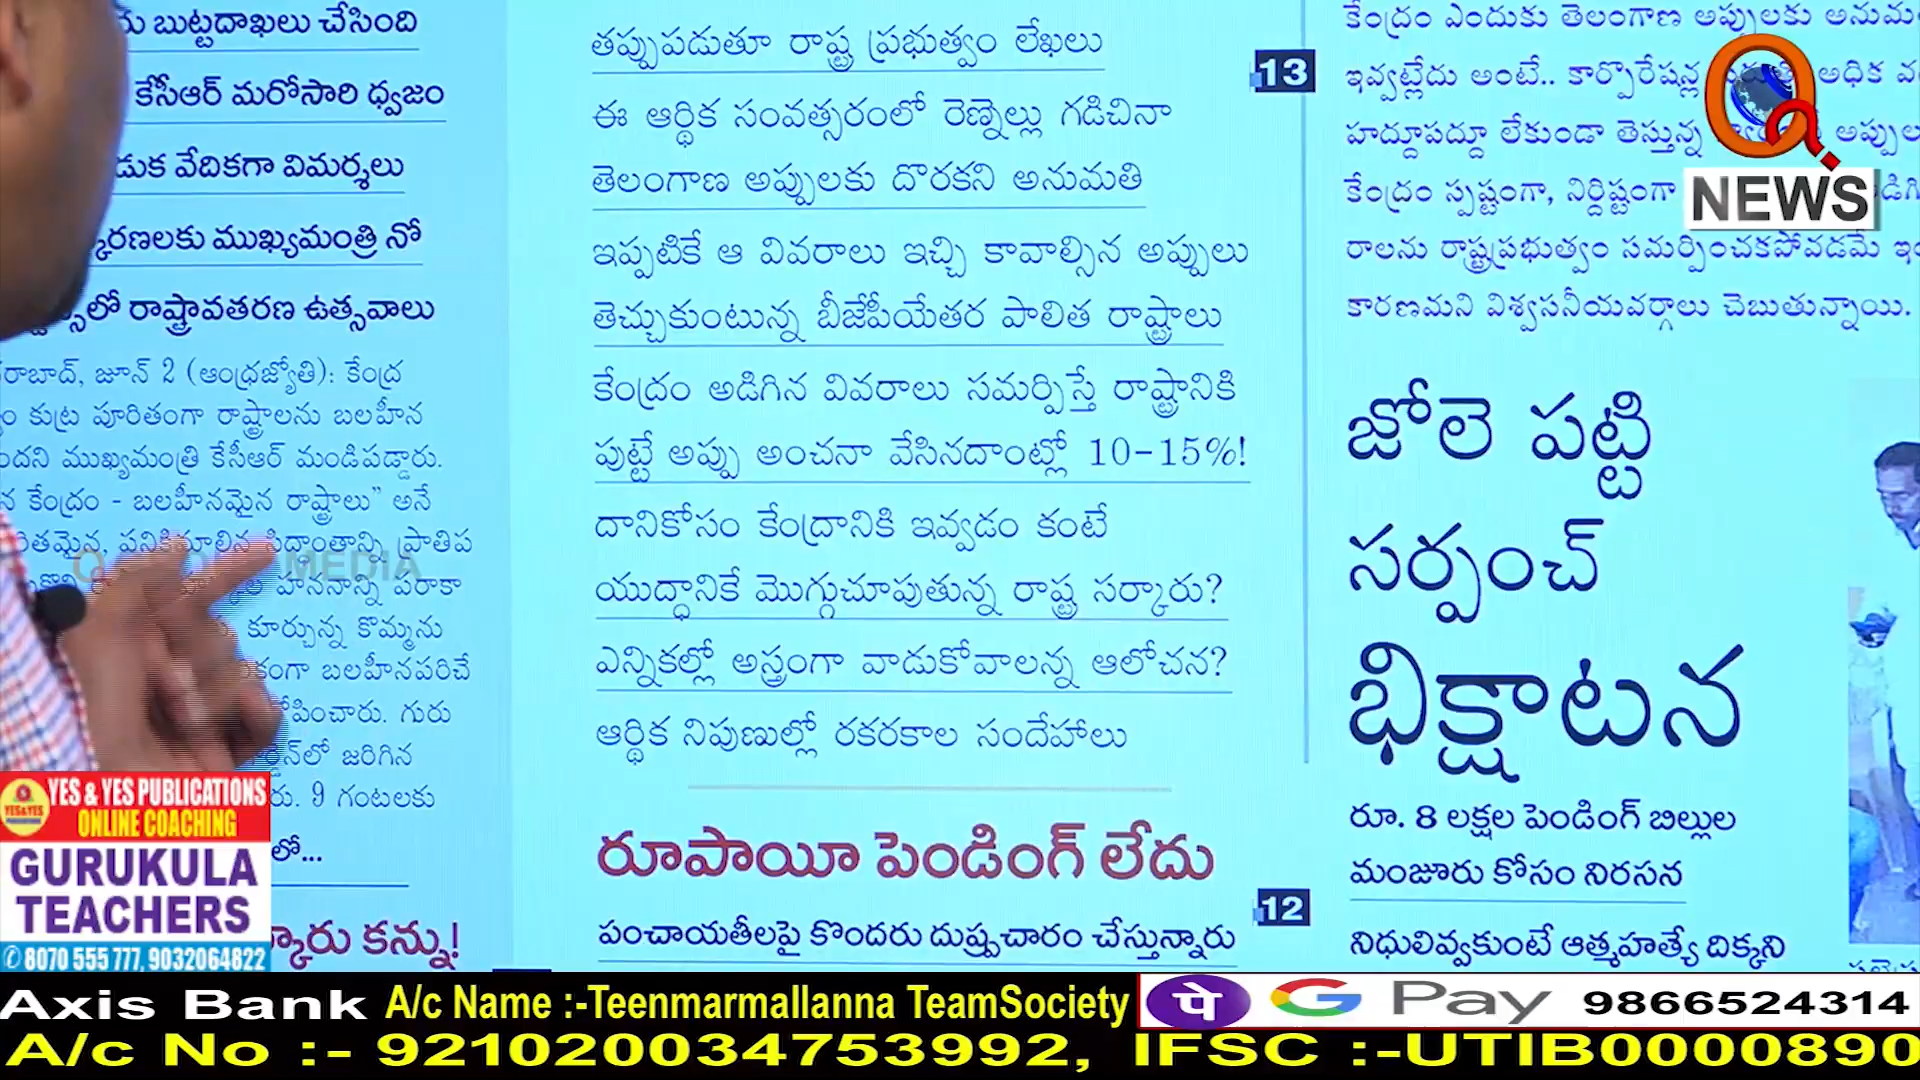 బుట్టదాఖలు చేసింది
కేసీఆర్ మరోసారి ధ్వజం
వేదికగా విమర్శలు
ముఖ్యమంత్రి నో
రాష్ట్రావతరణ ఉత్సవాలు
జూన్ 2 (ఆంధ్రజ్యోతి): కేంద్ర
కుట్ర పూరితంగా రాష్ట్రాలను బలహీన
ముఖ్యమంత్రి కేసీఆర్ మండిపడ్డారు.
కేంద్రం - బలహీనమైన రాష్ట్రాలు" అనే
పనికిమాలిన సిద్ధాంతాన్ని ప్రాతిప
హననాన్ని పరాకా
కూర్చున్న కొమ్మను
బలహీనపరిచే
గురు
జరిగిన
9 గంటలకు
కన్ను!
తప్పుపడుతూ రాష్ట్ర ప్రభుత్వం లేఖలు
ఈ ఆర్థిక సంవత్సరంలో రెణ్నెల్లు గడిచినా
తెలంగాణ అప్పులకు దొరకని అనుమతి
ఇప్పటికే ఆ వివరాలు ఇచ్చి కావాల్సిన అప్పులు
తెచ్చుకుంటున్న బీజేపీయేతర పాలిత రాష్ట్రాలు
కేంద్రం అడిగిన వివరాలు సమర్పిస్తే రాష్ట్రానికి
పుట్టే అప్పు అంచనా వేసినదాంట్లో 10-15%!
దానికోసం కేంద్రానికి ఇవ్వడం కంటే
యుద్ధానికే మొగ్గుచూపుతున్న రాష్ట్ర సర్కారు?
ఎన్నికల్లో అస్త్రంగా వాడుకోవాలన్న ఆలోచన?
ఆర్థిక నిపుణుల్లో రకరకాల సందేహాలు
రూపాయీ పెండింగ్ లేదు
పంచాయతీలపై కొందరు దుష్ప్రచారం చేస్తున్నారు
13
12
కేంద్రం ఎందుకు తెలంగాణ అప్పులకు
ఇవ్వట్లేదు అంటే.. కార్పొరేషన్ల అధిక
హద్దూపద్దూ లేకుండా తెస్తున్న
కేంద్రం స్పష్టంగా, నిర్దిష్టంగా
రాలను రాష్ట్రప్రభుత్వం సమర్పించకపోవడమే
కారణమని విశ్వసనీయవర్గాలు చెబుతున్నాయి.
జోలె పట్టి
సర్పంచ్
భిక్షాటన
రూ. 8 లక్షల పెండింగ్ బిల్లుల
మంజూరు కోసం నిరసన
నిధులివ్వకుంటే ఆత్మహత్యే దిక్కని
Q
NEWS
MEDIA
YES & YES PUBLICATIONS
ONLINE COACHING
GURUKULA
TEACHERS
8070 555 777, 9032064822
Axis Bank A/c Name :-Teenmarmallanna TeamSociety
पे G Pay 9866524314
A/c No :- 921020034753992, IFSC :-UTIB0000890